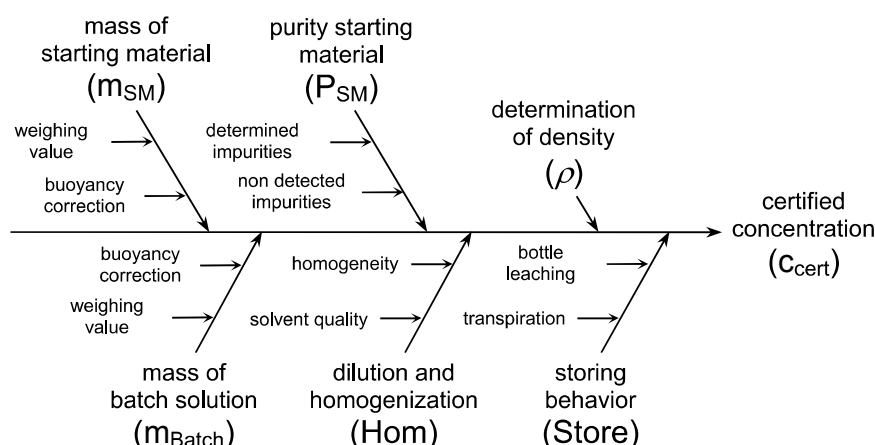 mass of
starting material
(mSM)
purity starting
material
(PSM)
determination
of density
(ρ)
weighing
value
buoyancy
correction
determined
impurities
non detected
impurities
certified
concentration
(ccert)
buoyancy
correction
weighing
value
homogeneity
solvent quality
bottle
leaching
transpiration
mass of
batch solution
(mBatch)
dilution and
homogenization
(Hom)
storing
behavior
(Store)